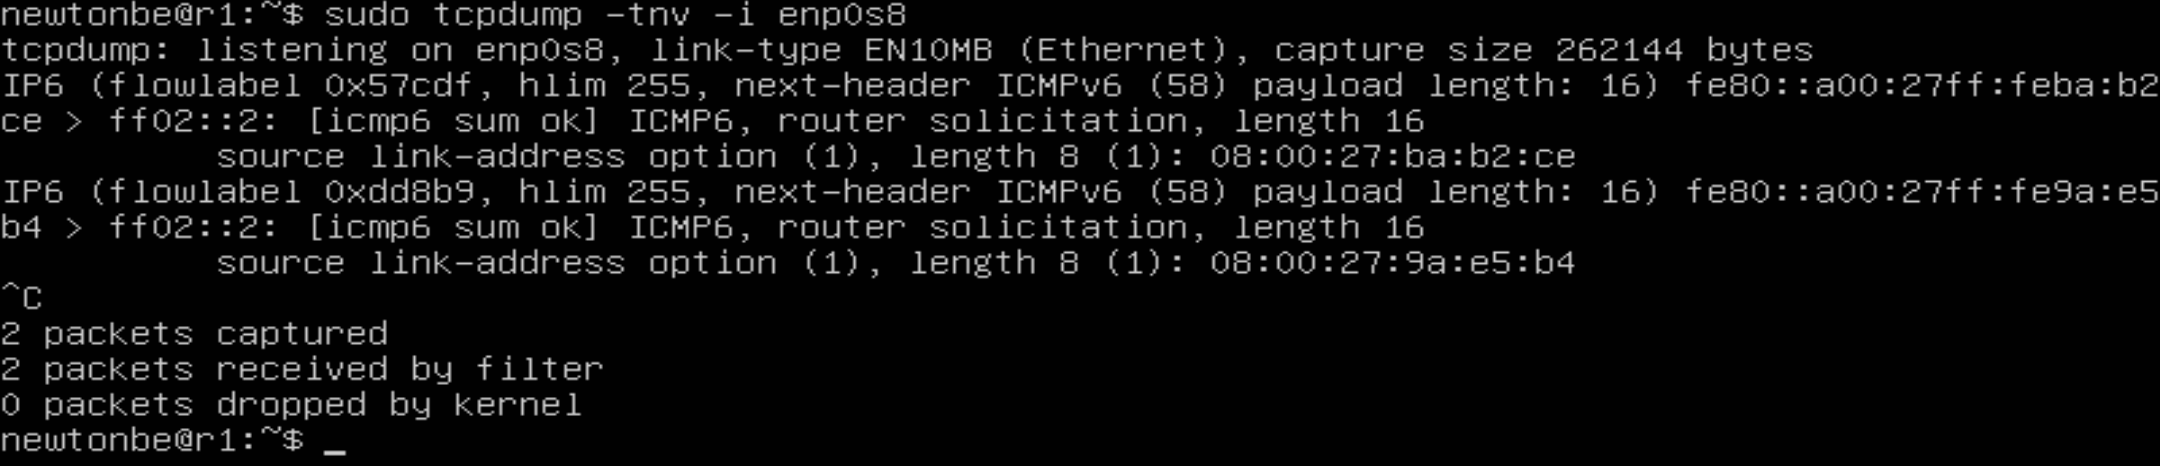 newtonbe@r1:~$ sudo tcpdump -tnv -i enp0s8
tcpdump: listening on enp0s8, link-type EN10MB (Ethernet), capture size 262144 bytes
IP6 (flowlabel 0x57cdf, hlim 255, next-header ICMPv6 (58) payload length: 16) fe80::a00:27ff:feba:b2
ce > ff02::2: [icmp6 sum ok] ICMP6, router solicitation, length 16
          source link-address option (1), length 8 (1): 08:00:27:ba:b2:ce
IP6 (flowlabel 0xdd8b9, hlim 255, next-header ICMPv6 (58) payload length: 16) fe80::a00:27ff:fe9a:e5
b4 > ff02::2: [icmp6 sum ok] ICMP6, router solicitation, length 16
          source link-address option (1), length 8 (1): 08:00:27:9a:e5:b4
^C
2 packets captured
2 packets received by filter
0 packets dropped by kernel
newtonbe@r1:~$ _